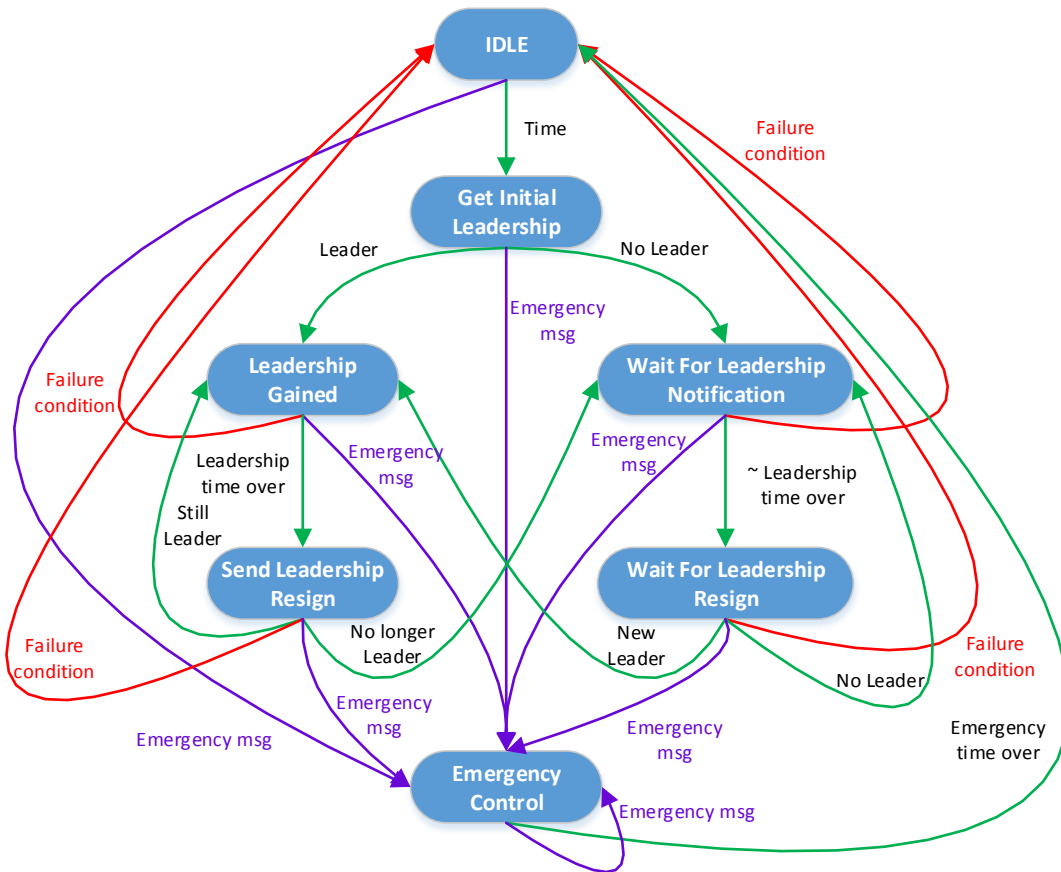 IDLE
Time
Failure
condition
Get Initial
Leadership
Leader
No Leader
Emergency
msg
Leadership
Gained
Wait For Leadership
Notification
Failure
condition
Emergency
msg
Emergency
msg
Leadership
time over
~ Leadership
time over
Still
Leader
Send Leadership
Resign
Wait For Leadership
Resign
No longer
Leader
New
Leader
Failure
condition
Failure
condition
No Leader
Emergency
msg
Emergency msg
Emergency
msg
Emergency
time over
Emergency
Control
Emergency msg